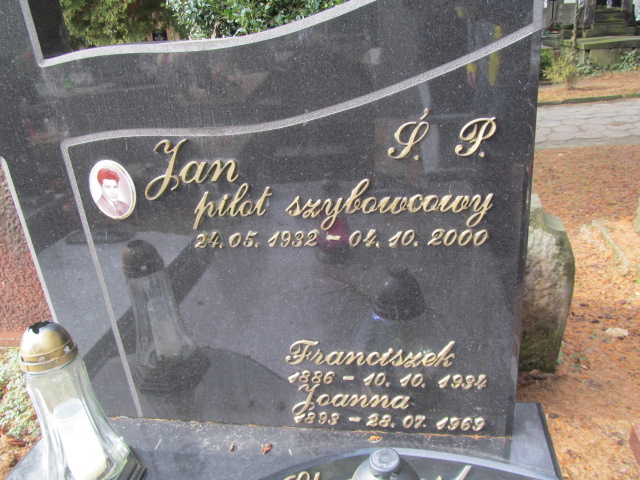 Ś. P.
Jan
pilot szybowcowy
24. 05. 1932 - 04. 10. 2000
Franciszek
1886 - 10. 10. 1934
Joanna
1893 - 28. 07. 1969